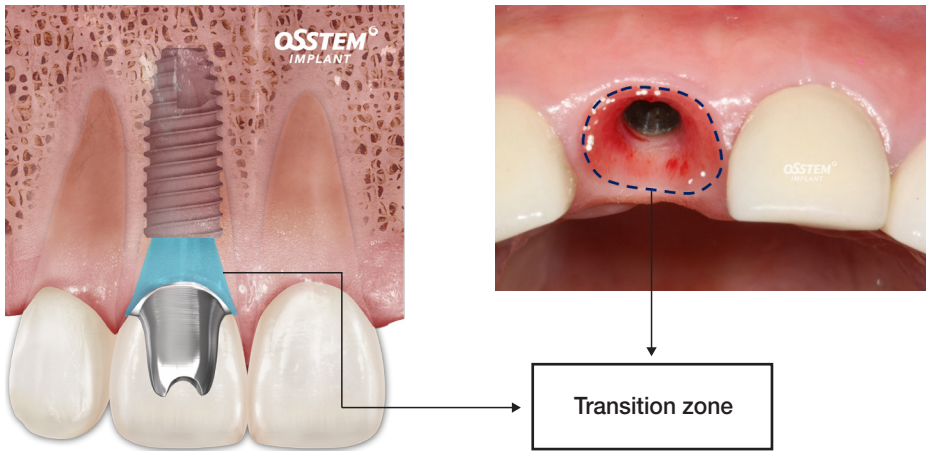 OSSTEM
IMPLANT
OSSTEM
IMPLANT
Transition zone